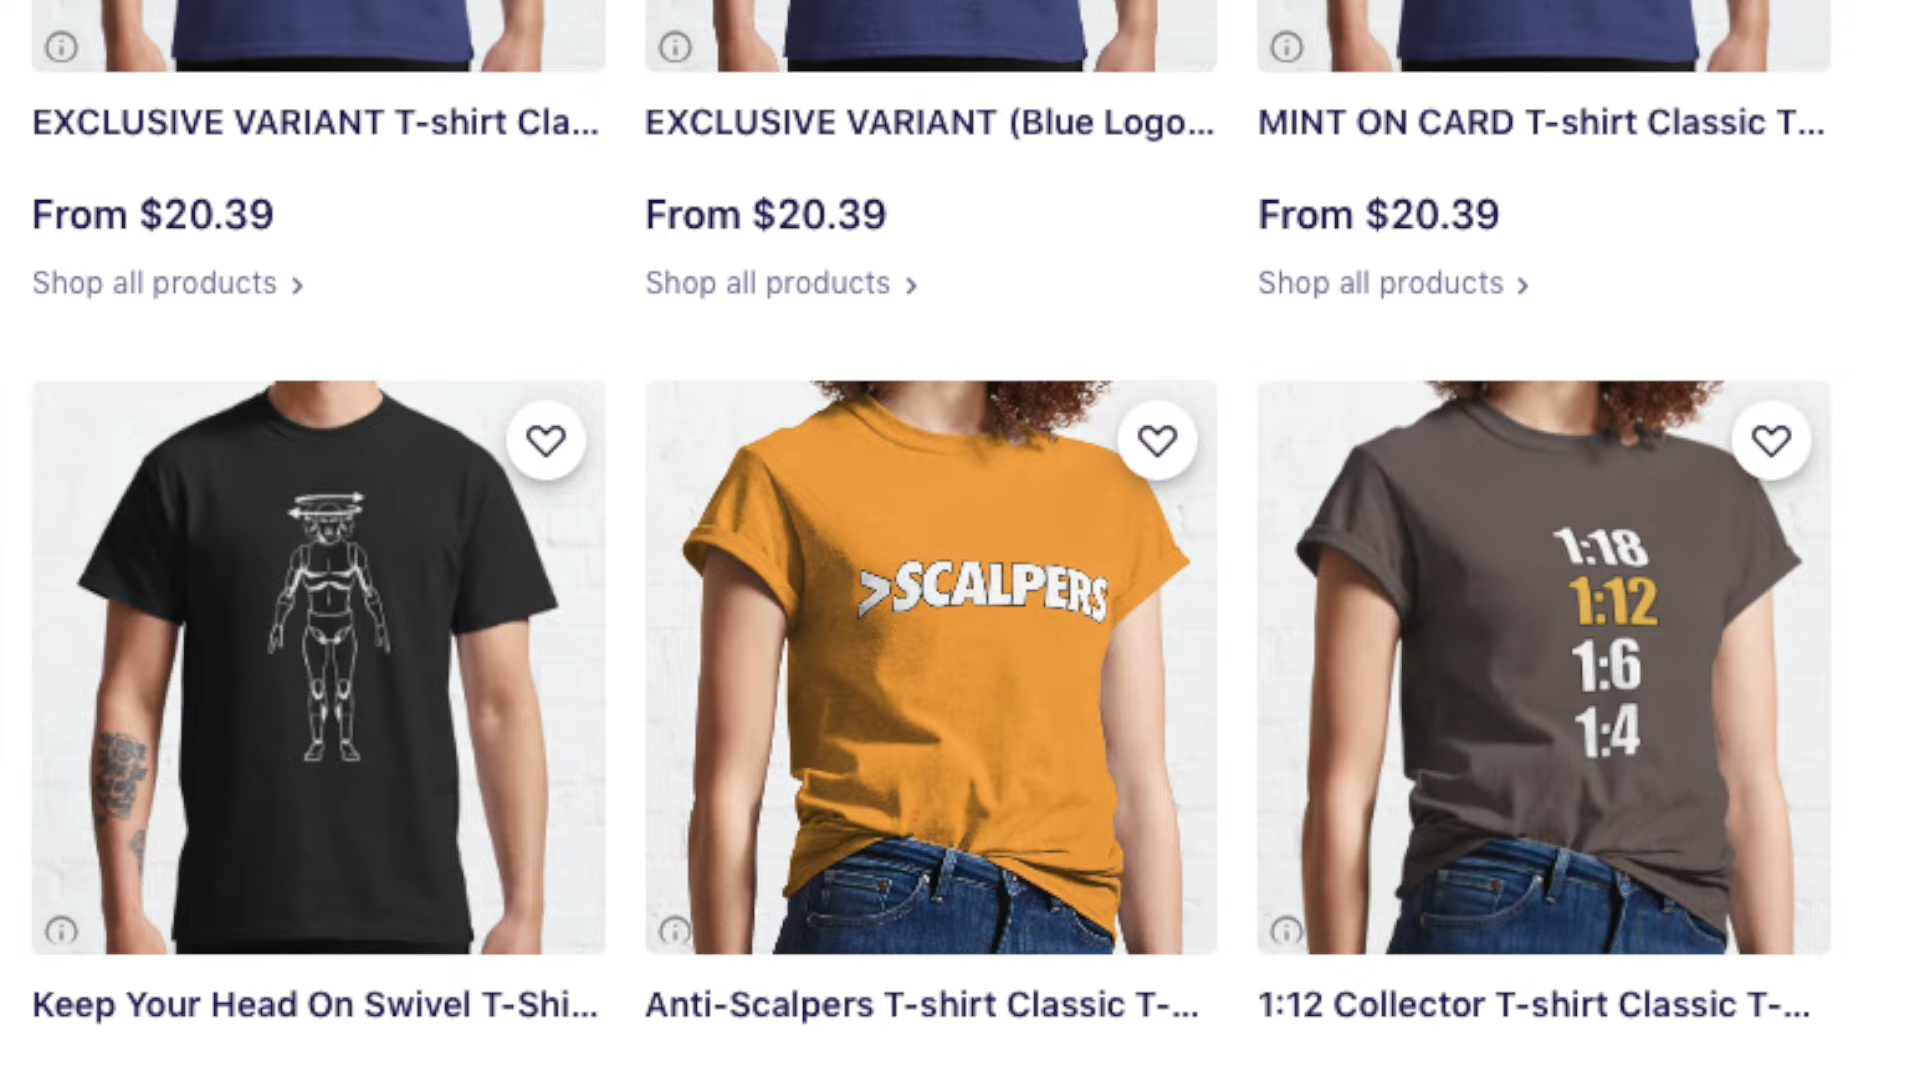 EXCLUSIVE VARIANT T-shirt Cla...
EXCLUSIVE VARIANT (Blue Logo...
MINT ON CARD T-shirt Classic T...
From $20.39
From $20.39
From $20.39
Shop all products >
Shop all products >
Shop all products >
>SCALPERS
1:18
1:12
1:6
1:4
Keep Your Head On Swivel T-Shi...
Anti-Scalpers T-shirt Classic T-...
1:12 Collector T-shirt Classic T-...